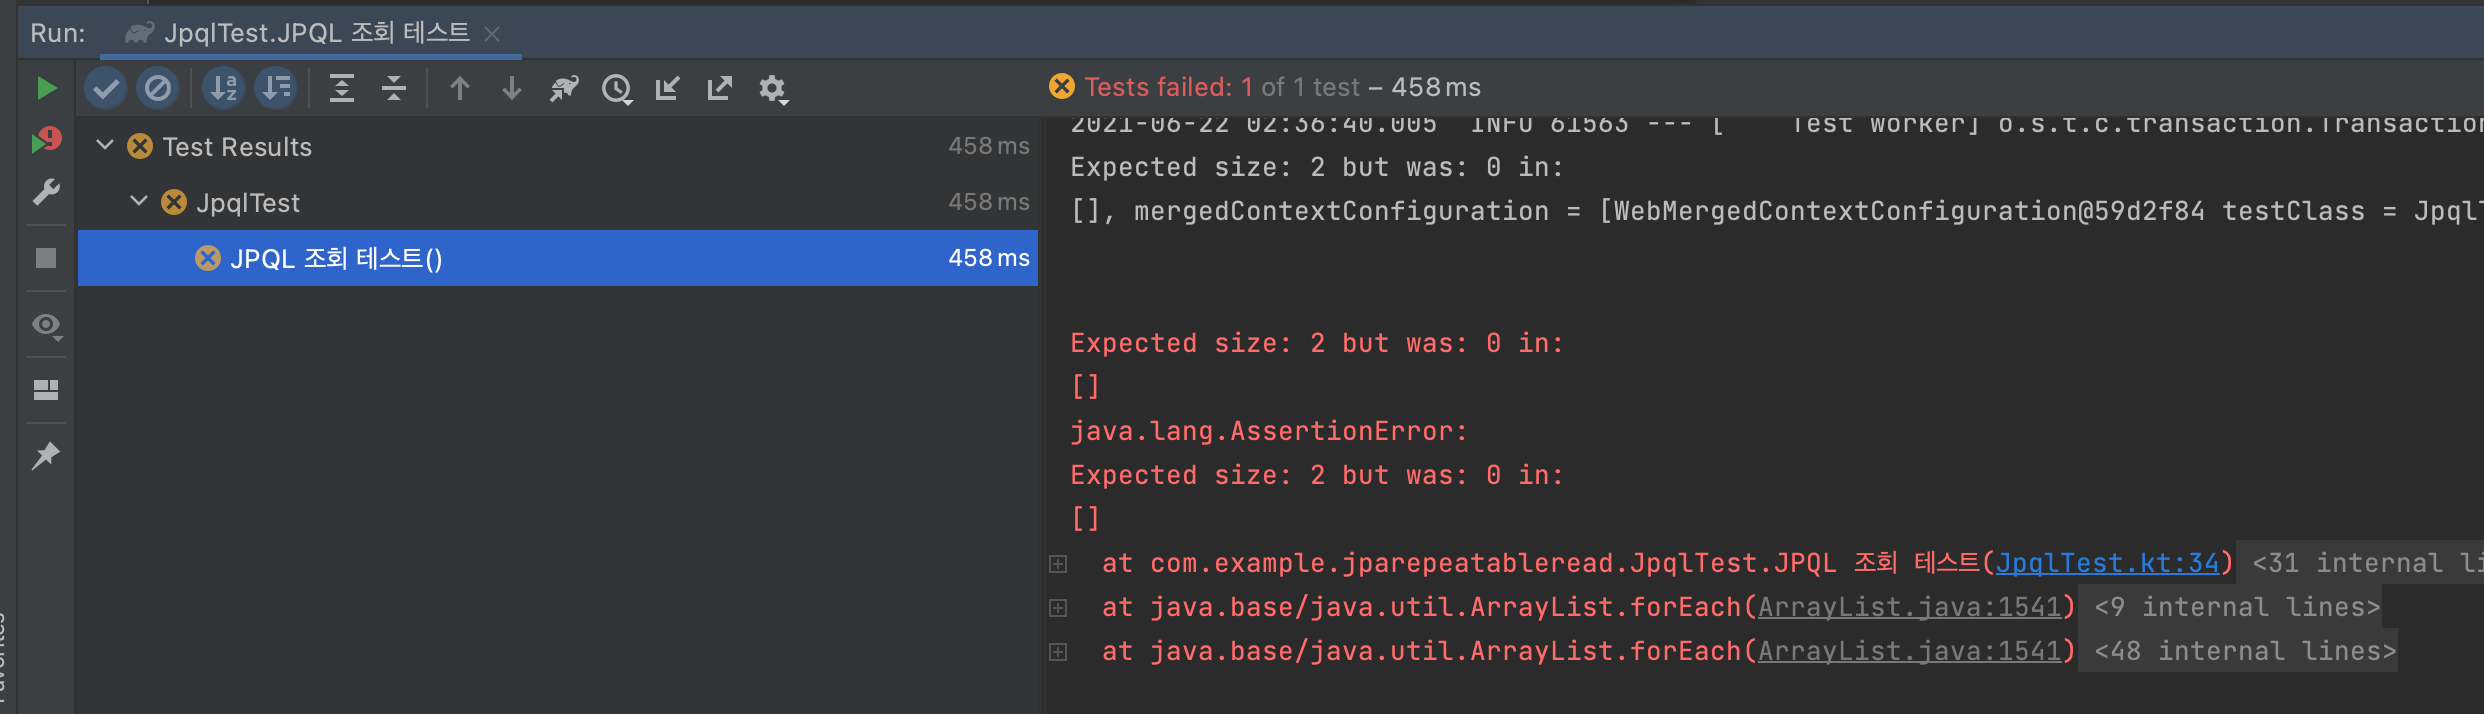 Run: JpqlTest.JPQL 조회 테스트
Tests failed: 1 of 1 test – 458 ms
Test Results 458 ms
JpqlTest 458 ms
JPQL 조회 테스트() 458 ms
2021-06-22 02:36:40.005 INFO 61563 --- [ Test worker] o.s.t.c.transaction.Transaction
Expected size: 2 but was: 0 in:
[], mergedContextConfiguration = [WebMergedContextConfiguration@59d2f84 testClass = Jpql
Expected size: 2 but was: 0 in:
[]
java.lang.AssertionError:
Expected size: 2 but was: 0 in:
[]
at com.example.jparepeatableread.JpqlTest.JPQL 조회 테스트(JpqlTest.kt:34) <31 internal li
at java.base/java.util.ArrayList.forEach(ArrayList.java:1541) <9 internal lines>
at java.base/java.util.ArrayList.forEach(ArrayList.java:1541) <48 internal lines>